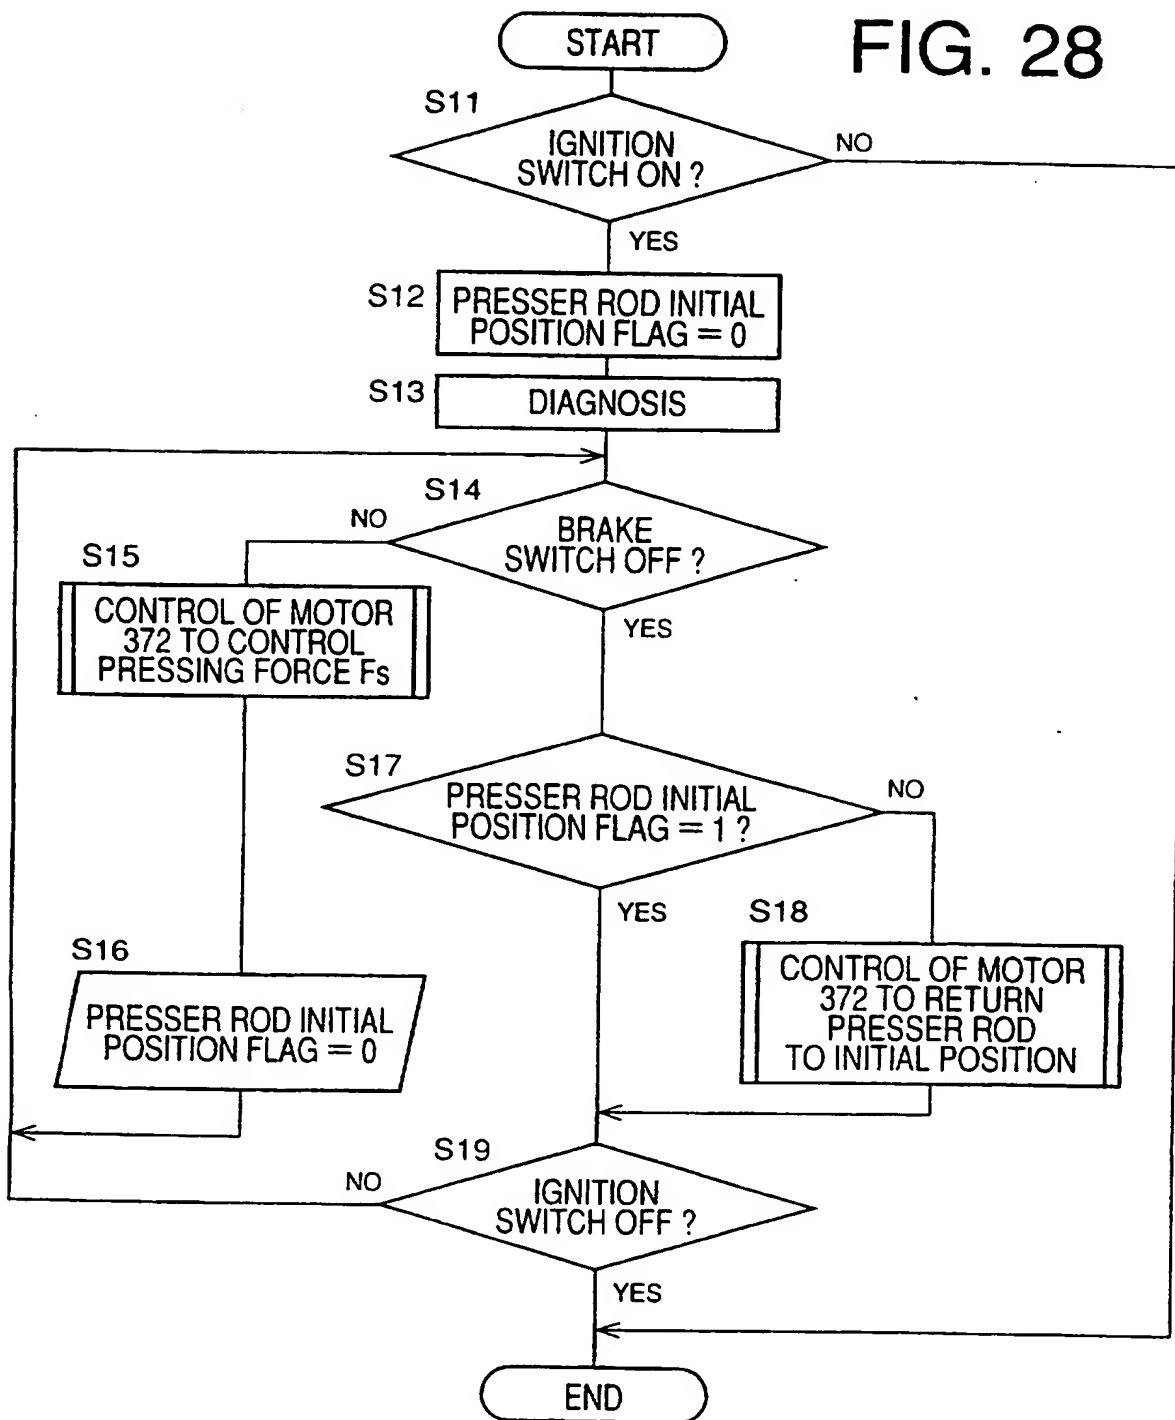 FIG. 28
START
S11
IGNITION
SWITCH ON ?
NO
YES
S12
PRESSER ROD INITIAL
POSITION FLAG = 0
S13
DIAGNOSIS
S14
BRAKE
SWITCH OFF ?
NO
YES
S15
CONTROL OF MOTOR
372 TO CONTROL
PRESSING FORCE Fs
S17
PRESSER ROD INITIAL
POSITION FLAG = 1 ?
NO
YES
S16
PRESSER ROD INITIAL
POSITION FLAG = 0
S18
CONTROL OF MOTOR
372 TO RETURN
PRESSER ROD
TO INITIAL POSITION
S19
IGNITION
SWITCH OFF ?
NO
YES
END